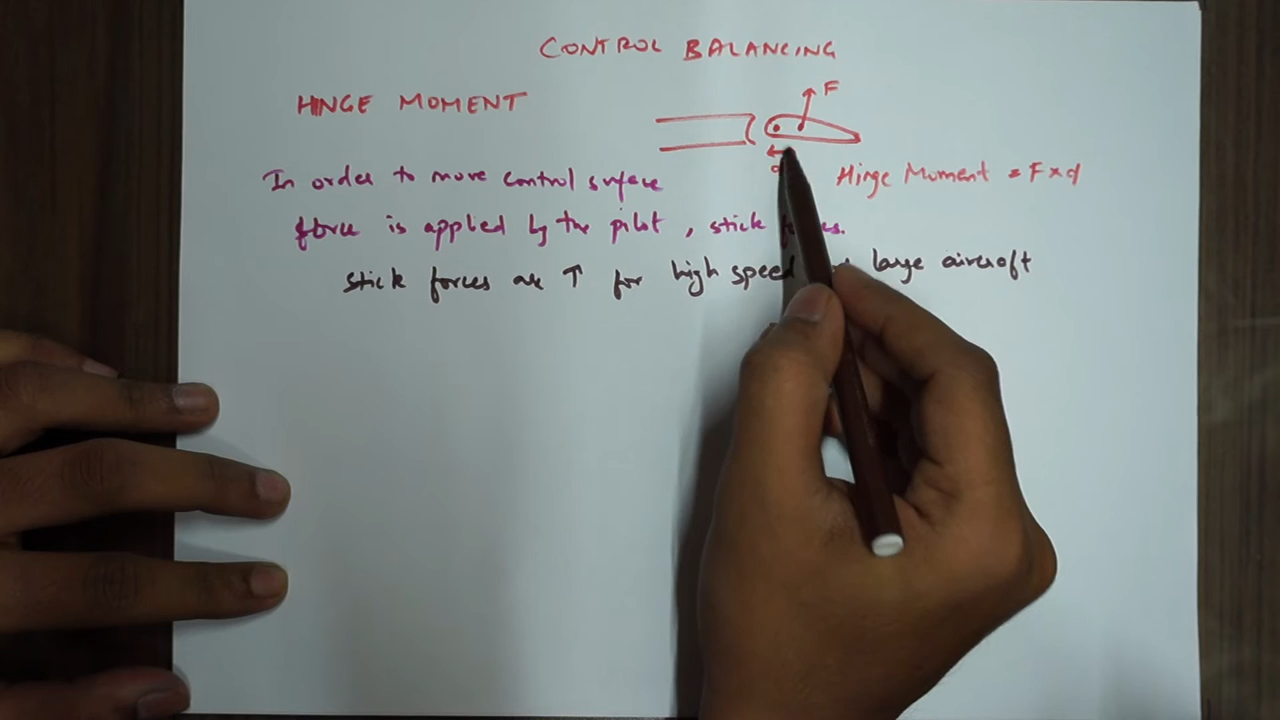 CONTROL BALANCING
HINGE MOMENT
F
d
In order to move control surface
Hinge Moment = F x d
force is applied by the pilot, stick forces.
stick forces are ↑ for high speed large aircraft